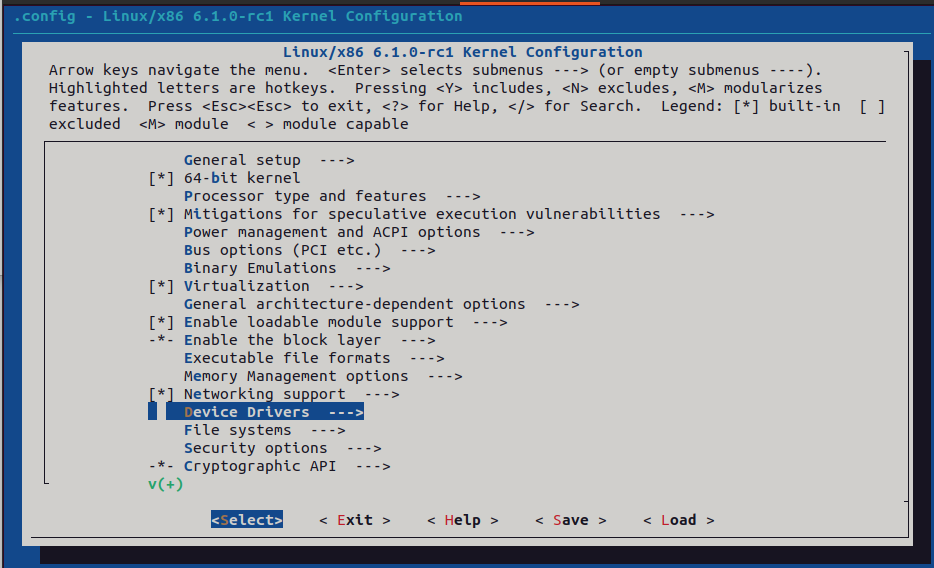 .config - Linux/x86 6.1.0-rc1 Kernel Configuration
Linux/x86 6.1.0-rc1 Kernel Configuration
Arrow keys navigate the menu.  <Enter> selects submenus ---> (or empty submenus ----).
Highlighted letters are hotkeys.  Pressing <Y> includes, <N> excludes, <M> modularizes
features.  Press <Esc><Esc> to exit, <?> for Help, </> for Search.  Legend: [*] built-in  [ ]
excluded  <M> module  < > module capable
General setup  --->
[*] 64-bit kernel
Processor type and features  --->
[*] Mitigations for speculative execution vulnerabilities  --->
Power management and ACPI options  --->
Bus options (PCI etc.)  --->
Binary Emulations  --->
[*] Virtualization  --->
General architecture-dependent options  --->
[*] Enable loadable module support  --->
-*- Enable the block layer  --->
Executable file formats  --->
Memory Management options  --->
[*] Networking support  --->
Device Drivers  --->
File systems  --->
Security options  --->
-*- Cryptographic API  --->
v(+)
<Select>    < Exit >    < Help >    < Save >    < Load >